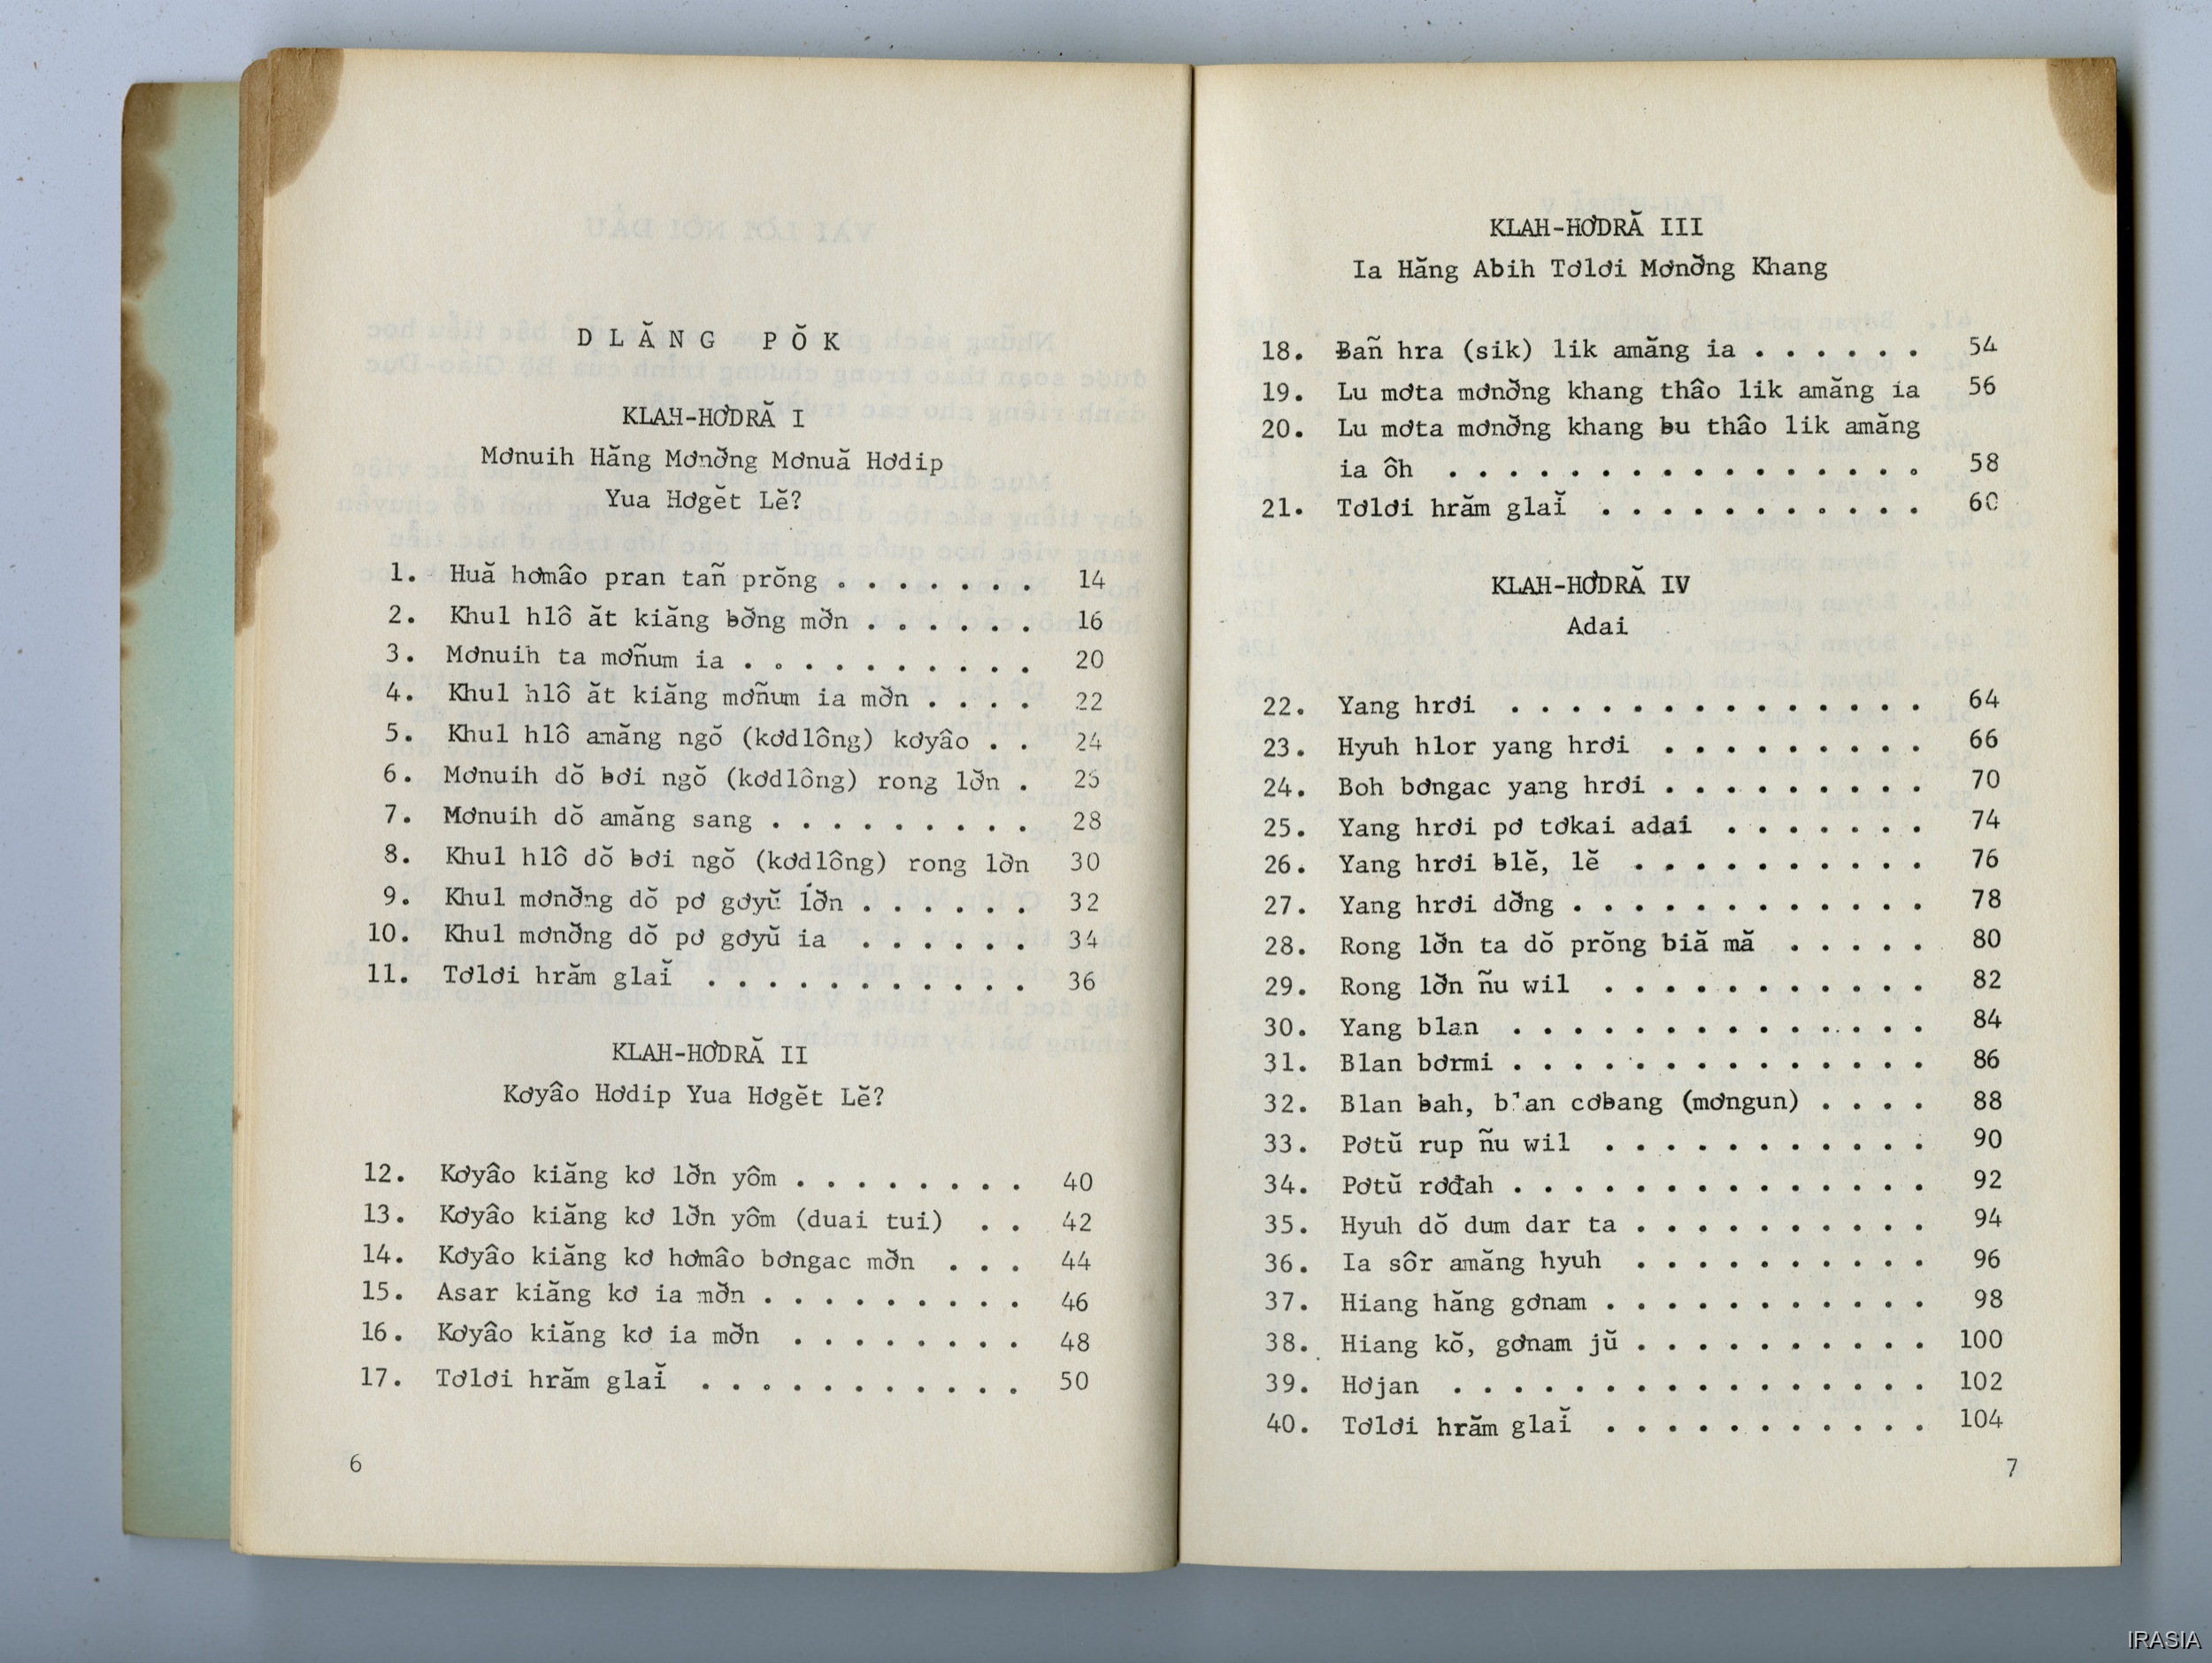 DLĂNG PŎK
KLAH-HƠDRĂ I
Mơnuih Hăng Mơnơ̆ng Mơnuă Hơdip
Yua Hơgĕt Lĕ?
1. Huă hơmâo pran tañ prŏng . . . . . . . 14
2. Khul hlô ăt kiăng ƀơ̆ng mơ̆n . . . . . . 16
3. Mơnuih ta mơñum ia . . . . . . . . . . 20
4. Khul hlô ăt kiăng mơñum ia mơ̆n . . . . 22
5. Khul hlô amăng ngŏ (kơdlông) kơyâo . . 24
6. Mơnuih dŏ ƀơi ngŏ (kơdlông) rong lơ̆n . 26
7. Mơnuih dŏ amăng sang . . . . . . . . . 28
8. Khul hlô dŏ ƀơi ngŏ (kơdlông) rong lơ̆n 30
9. Khul mơnơ̆ng dŏ pơ gơyŭ lơ̆n . . . . . . 32
10. Khul mơnơ̆ng dŏ pơ gơyŭ ia . . . . . . 34
11. Tơlơi hrăm glaĭ . . . . . . . . . . . 36
KLAH-HƠDRĂ II
Kơyâo Hơdip Yua Hơgĕt Lĕ?
12. Kơyâo kiăng kơ lơ̆n yôm . . . . . . . . 40
13. Kơyâo kiăng kơ lơ̆n yôm (duai tui) . . 42
14. Kơyâo kiăng kơ hơmâo bơngac mơ̆n . . . 44
15. Asar kiăng kơ ia mơ̆n . . . . . . . . . 46
16. Kơyâo kiăng kơ ia mơ̆n . . . . . . . . 48
17. Tơlơi hrăm glaĭ . . . . . . . . . . . 50
6
KLAH-HƠDRĂ III
Ia Hăng Abih Tơlơi Mơnơ̆ng Khang
18. Ƀañ hra (sik) lik amăng ia . . . . . . 54
19. Lu mơta mơnơ̆ng khang thâo lik amăng ia 56
20. Lu mơta mơnơ̆ng khang ƀu thâo lik amăng
ia ôh . . . . . . . . . . . . . . . . 58
21. Tơlơi hrăm glaĭ . . . . . . . . . . . 60
KLAH-HƠDRĂ IV
Adai
22. Yang hrơi . . . . . . . . . . . . . . 64
23. Hyuh hlor yang hrơi . . . . . . . . . 66
24. Boh bơngac yang hrơi . . . . . . . . . 70
25. Yang hrơi pơ tơkai adai . . . . . . . 74
26. Yang hrơi ƀlĕ, lĕ . . . . . . . . . . 76
27. Yang hrơi dơ̆ng . . . . . . . . . . . . 78
28. Rong lơ̆n ta dŏ prŏng biă mă . . . . . 80
29. Rong lơ̆n ñu wil . . . . . . . . . . . 82
30. Yang blan . . . . . . . . . . . . . . 84
31. Blan bơrmi . . . . . . . . . . . . . . 86
32. Blan ƀah, blan cơƀang (mơngun) . . . . 88
33. Pơtŭ rup ñu wil . . . . . . . . . . . 90
34. Pơtŭ rơđah . . . . . . . . . . . . . . 92
35. Hyuh dŏ dum dar ta . . . . . . . . . . 94
36. Ia sôr amăng hyuh . . . . . . . . . . 96
37. Hiang hăng gơnam . . . . . . . . . . . 98
38. Hiang kŏ, gơnam jŭ . . . . . . . . . . 100
39. Hơjan . . . . . . . . . . . . . . . . 102
40. Tơlơi hrăm glaĭ . . . . . . . . . . . 104
7
IRASIA